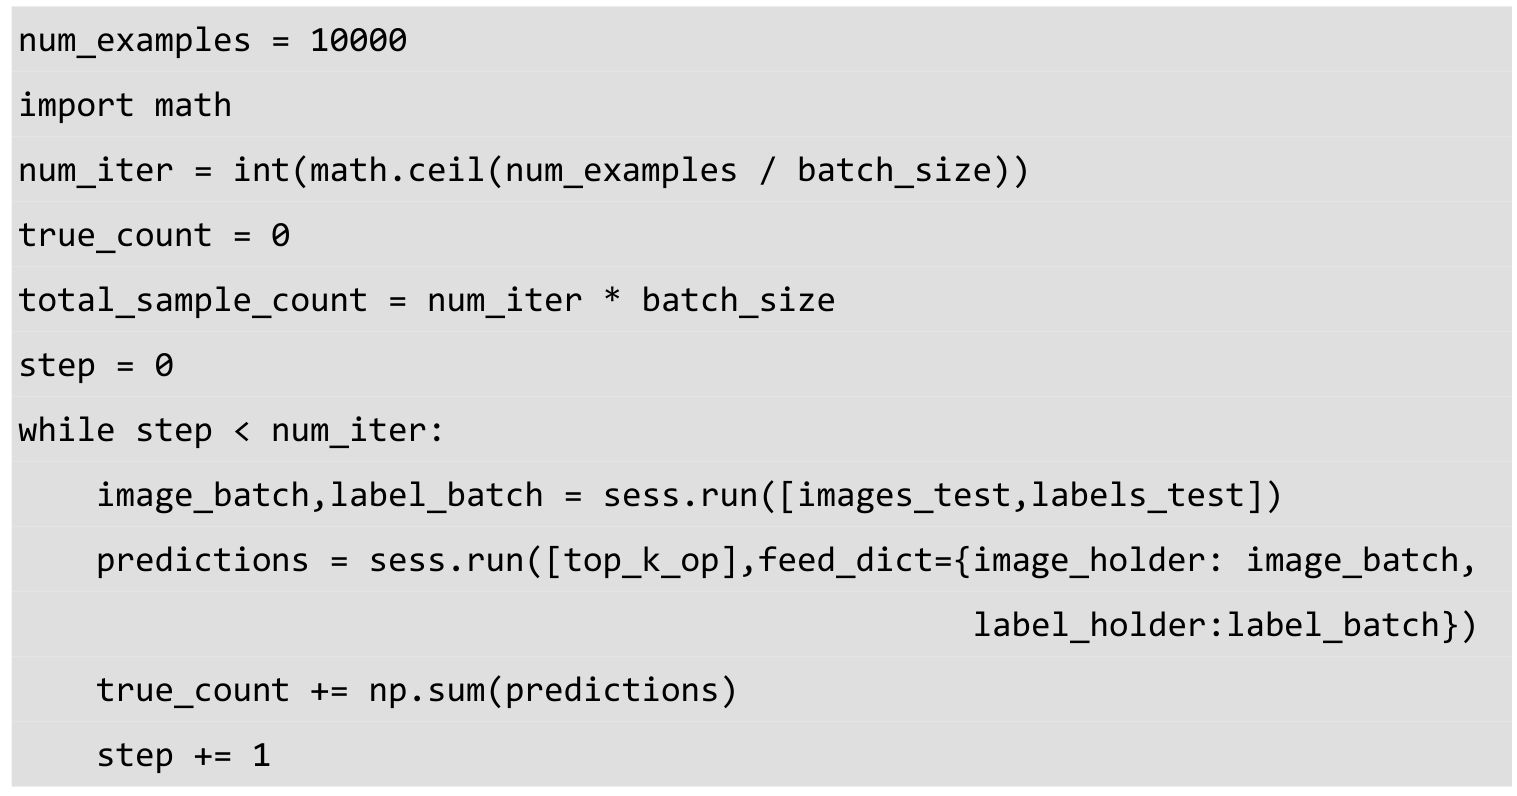 num_examples = 10000
import math
num_iter = int(math.ceil(num_examples / batch_size))
true_count = 0
total_sample_count = num_iter * batch_size
step = 0
while step < num_iter:
    image_batch,label_batch = sess.run([images_test,labels_test])
    predictions = sess.run([top_k_op],feed_dict={image_holder: image_batch,
                                                 label_holder:label_batch})
    true_count += np.sum(predictions)
    step += 1